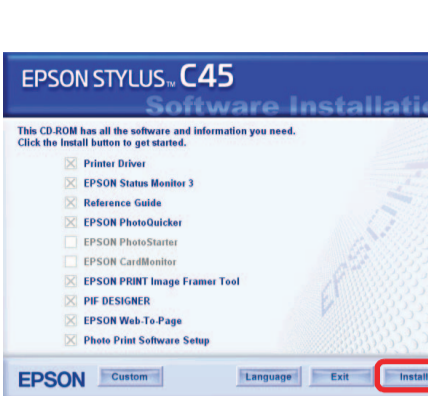 EPSON STYLUS™ C45
Software Installati
This CD-ROM has all the software and information you need.
Click the Install button to get started.
Printer Driver
EPSON Status Monitor 3
Reference Guide
EPSON PhotoQuicker
EPSON PhotoStarter
EPSON CardMonitor
EPSON PRINT Image Framer Tool
PIF DESIGNER
EPSON Web-To-Page
Photo Print Software Setup
EPSON Custom Language Exit Install
EPSON